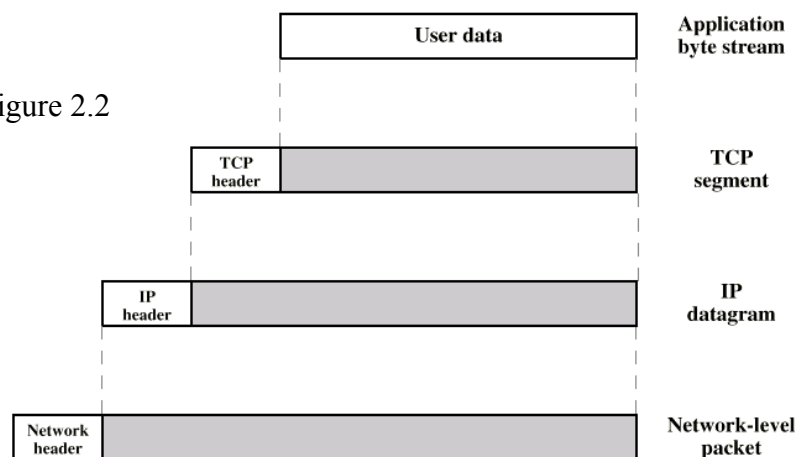 User data
Application
byte stream
igure 2.2
TCP
header
TCP
segment
IP
header
IP
datagram
Network
header
Network-level
packet